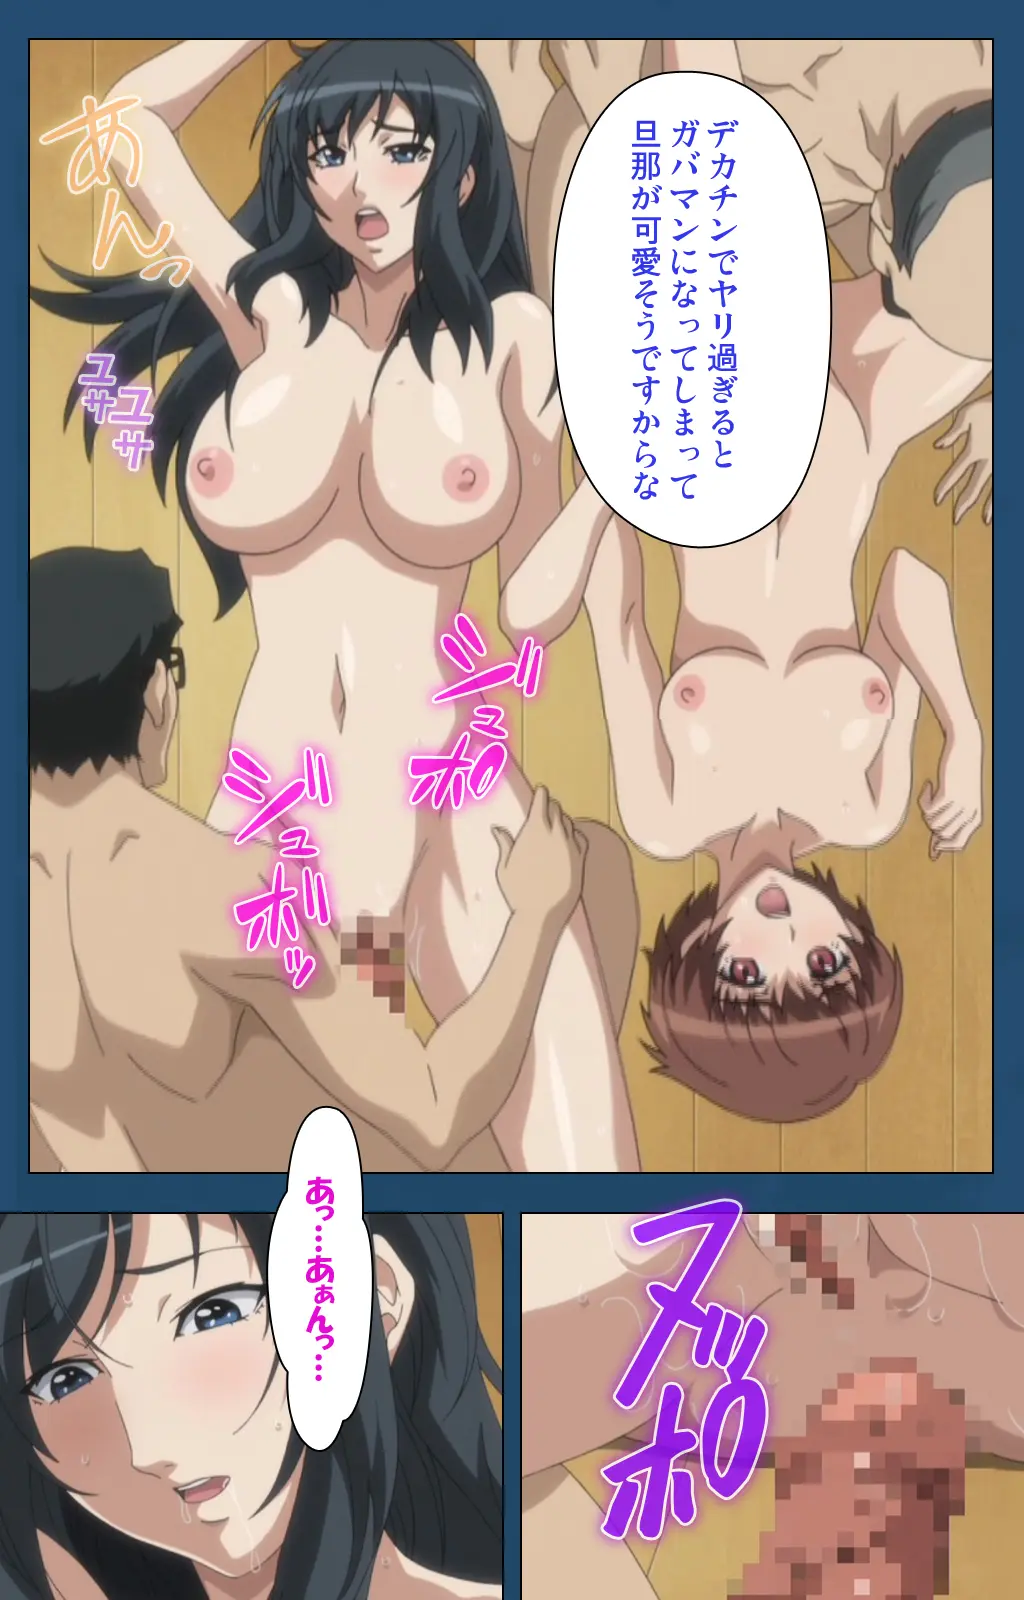 デカチンでヤリ過ぎると
ガバマンになってしまって
旦那が可愛そうですからな
あんっ
ユサ
ユサ
ジュポ
ジュボッ
あっ…あぁんっ…
ヌッポ